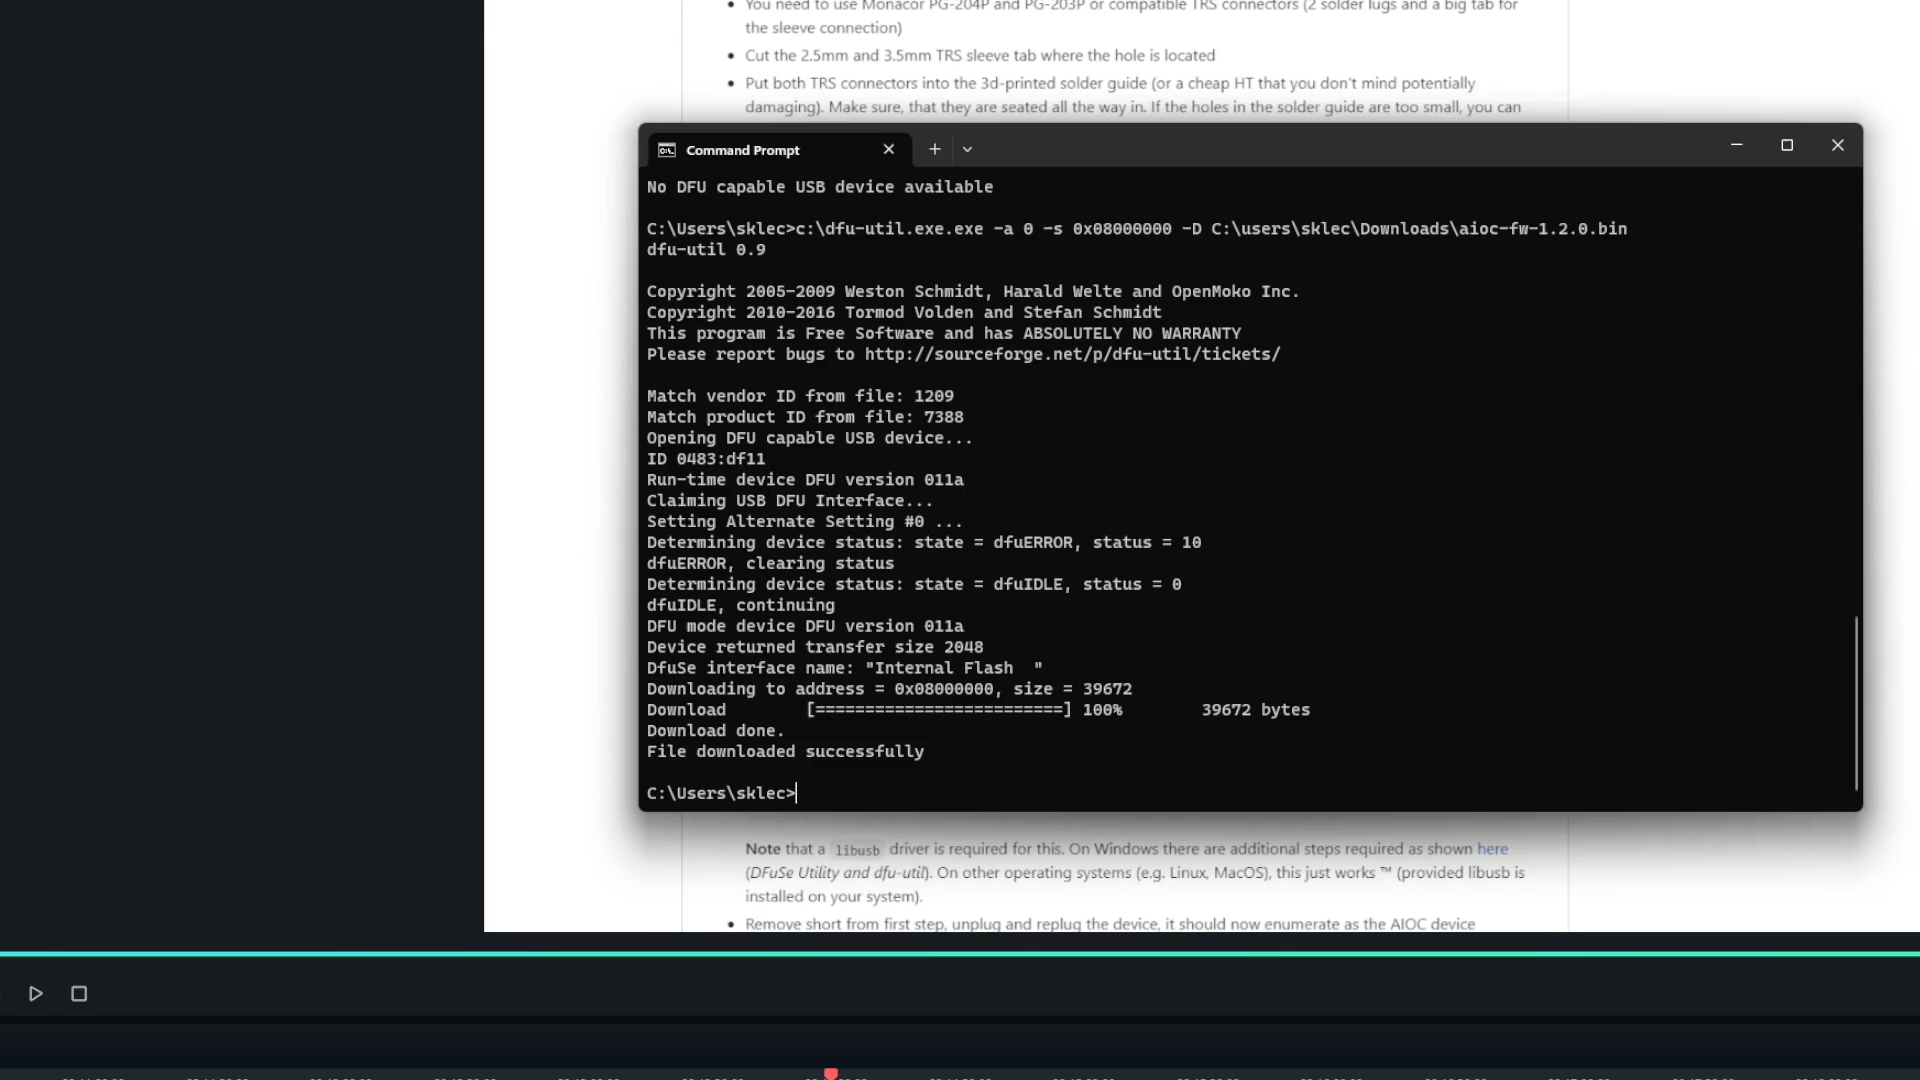 You need to use Monacor PG-204P and PG-203P or compatible TRS connectors (2 solder lugs and a big tab for
the sleeve connection)
Cut the 2.5mm and 3.5mm TRS sleeve tab where the hole is located
Put both TRS connectors into the 3d-printed solder guide (or a cheap HT that you don't mind potentially
damaging). Make sure, that they are seated all the way in. If the holes in the solder guide are too small, you can
Command Prompt
No DFU capable USB device available
C:\Users\sklec>c:\dfu-util.exe.exe -a 0 -s 0x08000000 -D C:\users\sklec\Downloads\aioc-fw-1.2.0.bin
dfu-util 0.9
Copyright 2005-2009 Weston Schmidt, Harald Welte and OpenMoko Inc.
Copyright 2010-2016 Tormod Volden and Stefan Schmidt
This program is Free Software and has ABSOLUTELY NO WARRANTY
Please report bugs to http://sourceforge.net/p/dfu-util/tickets/
Match vendor ID from file: 1209
Match product ID from file: 7388
Opening DFU capable USB device...
ID 0483:df11
Run-time device DFU version 011a
Claiming USB DFU Interface...
Setting Alternate Setting #0 ...
Determining device status: state = dfuERROR, status = 10
dfuERROR, clearing status
Determining device status: state = dfuIDLE, status = 0
dfuIDLE, continuing
DFU mode device DFU version 011a
Device returned transfer size 2048
DfuSe interface name: "Internal Flash  "
Downloading to address = 0x08000000, size = 39672
Download        [=========================] 100%        39672 bytes
Download done.
File downloaded successfully
C:\Users\sklec>
Note that a libusb driver is required for this. On Windows there are additional steps required as shown here
(DFuSe Utility and dfu-util). On other operating systems (e.g. Linux, MacOS), this just works ™ (provided libusb is
installed on your system).
Remove short from first step, unplug and replug the device, it should now enumerate as the AIOC device